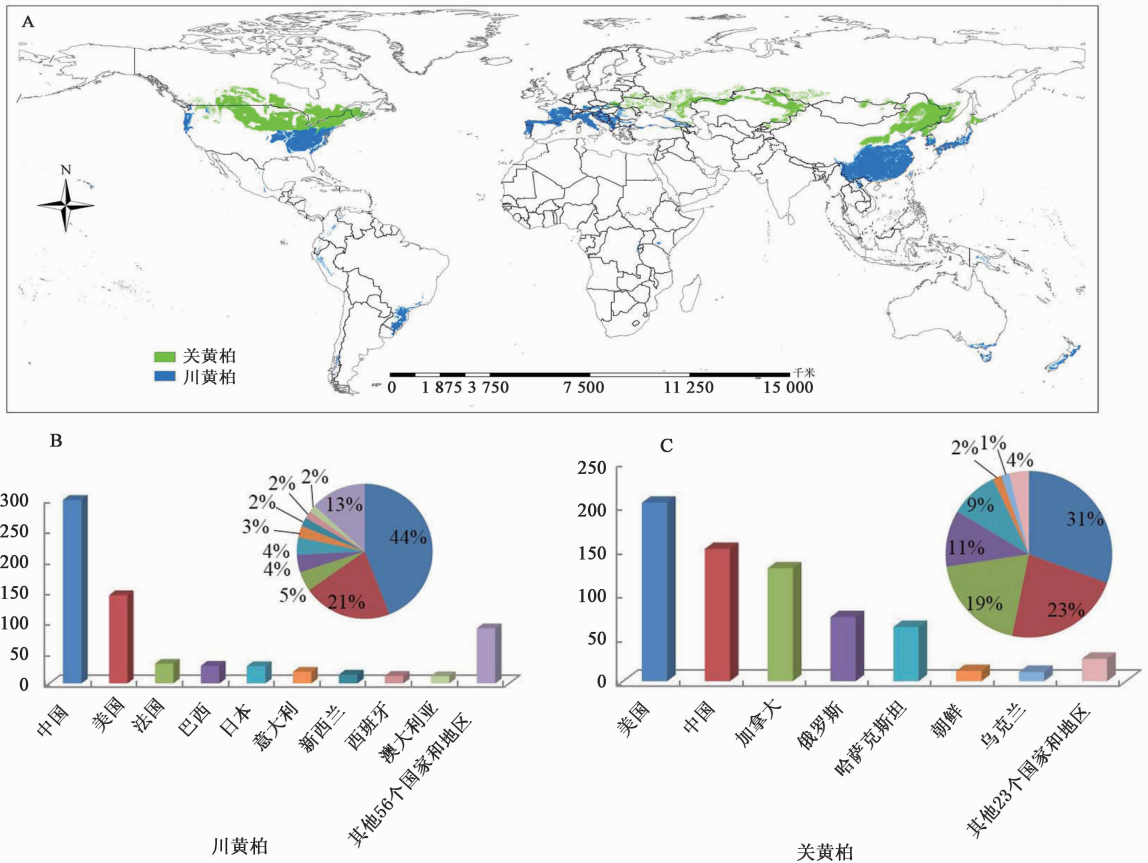 A
N
关黄柏
川黄柏
0 1 875 3 750 7 500 11 250 15 000 千米
B
300
250
200
150
100
50
0
中国
美国
法国
巴西
日本
意大利
新西兰
西班牙
澳大利亚
其他56个国家和地区
44%
21%
5%
4%
4%
3%
2%
2%
2%
13%
川黄柏
C
250
200
150
100
50
0
美国
中国
加拿大
俄罗斯
哈萨克斯坦
朝鲜
乌克兰
其他23个国家和地区
31%
23%
19%
11%
9%
2%
1%
4%
关黄柏